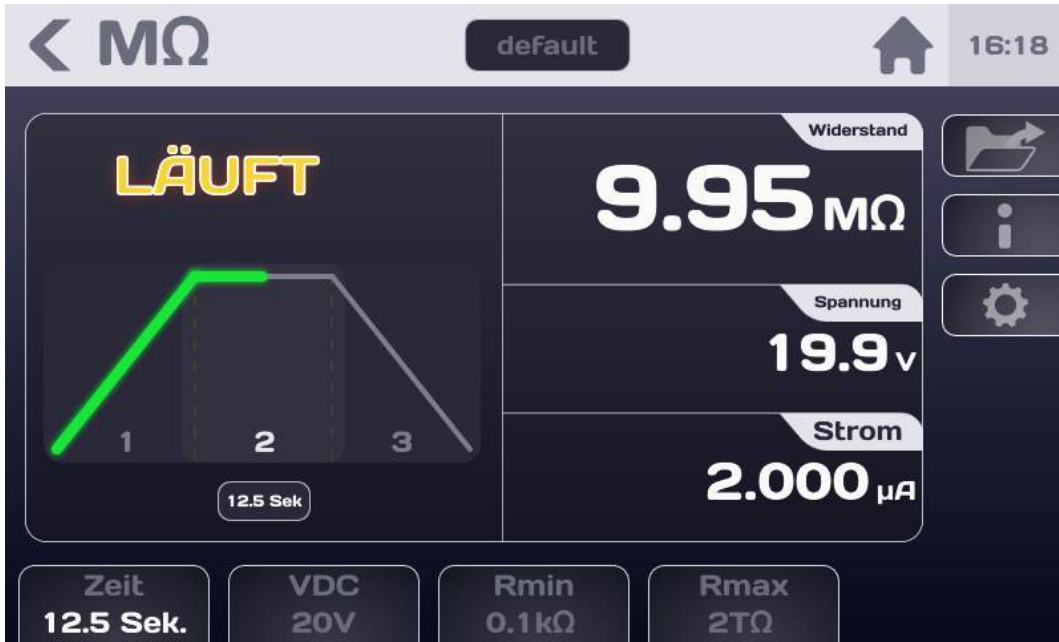 MΩ
default
16:18
LÄUFT
1
2
3
12.5 Sek
Widerstand
9.95 MΩ
Spannung
19.9 V
Strom
2.000 µA
Zeit
12.5 Sek.
VDC
20V
Rmin
0.1kΩ
Rmax
2TΩ